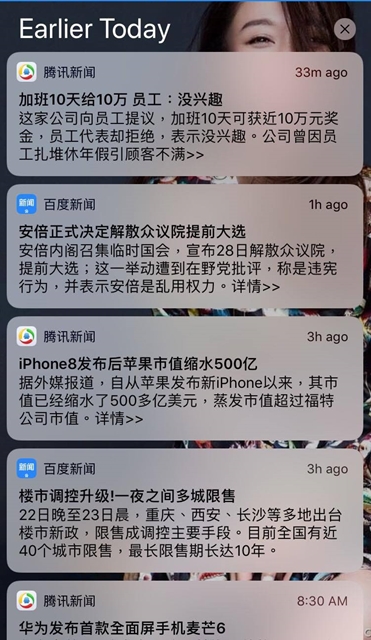 Earlier Today
腾讯新闻 33m ago
加班10天给10万 员工：没兴趣
这家公司向员工提议，加班10天可获近10万元奖
金，员工代表却拒绝，表示没兴趣。公司曾因员
工扎堆休年假引顾客不满>>
新闻 百度新闻 1h ago
安倍正式决定解散众议院提前大选
安倍内阁召集临时国会，宣布28日解散众议院，
提前大选；这一举动遭到在野党批评，称是违宪
行为，并表示安倍是乱用权力。详情>>
腾讯新闻 3h ago
iPhone8发布后苹果市值缩水500亿
据外媒报道，自从苹果发布新iPhone以来，其市
值已经缩水了500多亿美元，蒸发市值超过福特
公司市值。详情>>
新闻 百度新闻 3h ago
楼市调控升级!一夜之间多城限售
22日晚至23日晨，重庆、西安、长沙等多地出台
楼市新政，限售成调控主要手段。目前全国有近
40个城市限售，最长限售期长达10年。
腾讯新闻 8:30 AM
华为发布首款全面屏手机麦芒6